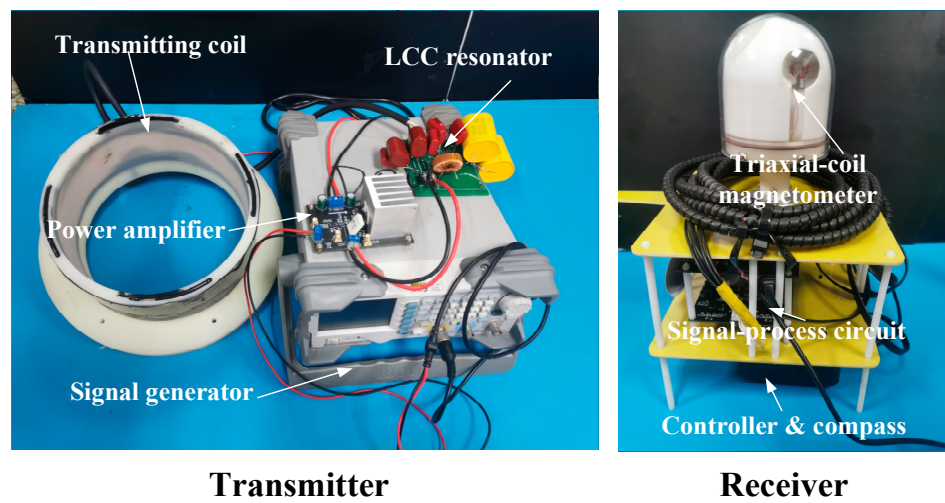 Transmitting coil
LCC resonator
Power amplifier
Signal generator
Triaxial-coil
magnetometer
Signal-process circuit
Controller & compass
Transmitter
Receiver